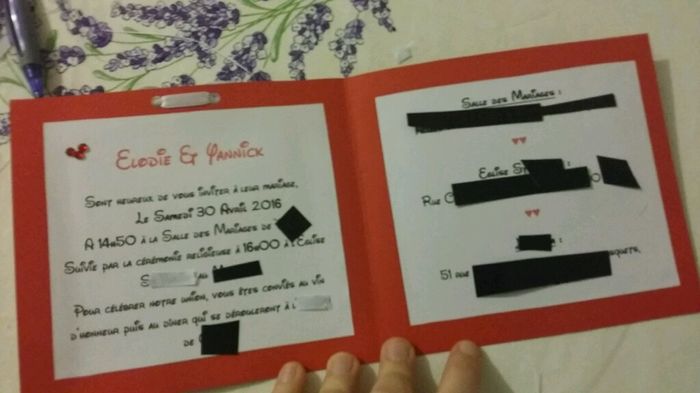 Elodie & Yannick
Sont heureux de vous inviter à leur mariage,
Le Samedi 30 Avril 2016
A 14h50 à la Salle des Mariages de
Suivie par la cérémonie religieuse à 16h00 à l'Eglise
S au M
Pour célébrer notre union, vous êtes conviés au vin
d'honneur puis au dîner qui se dérouleront à
de
Salle des Mariages :
Eglise St :
Rue
:
51 rue